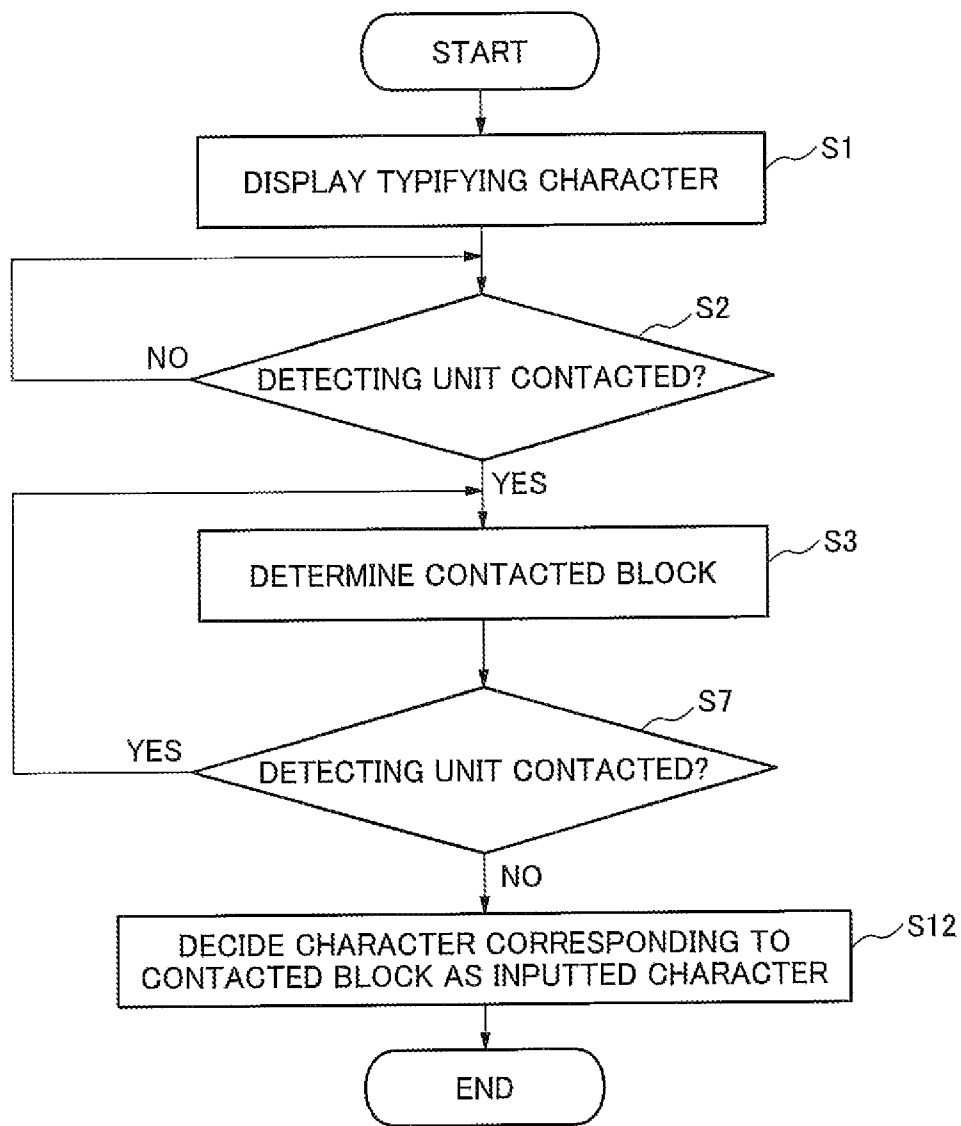 START
S1
DISPLAY TYPIFYING CHARACTER
S2
NO
DETECTING UNIT CONTACTED?
YES
S3
DETERMINE CONTACTED BLOCK
S7
YES
DETECTING UNIT CONTACTED?
NO
S12
DECIDE CHARACTER CORRESPONDING TO
CONTACTED BLOCK AS INPUTTED CHARACTER
END